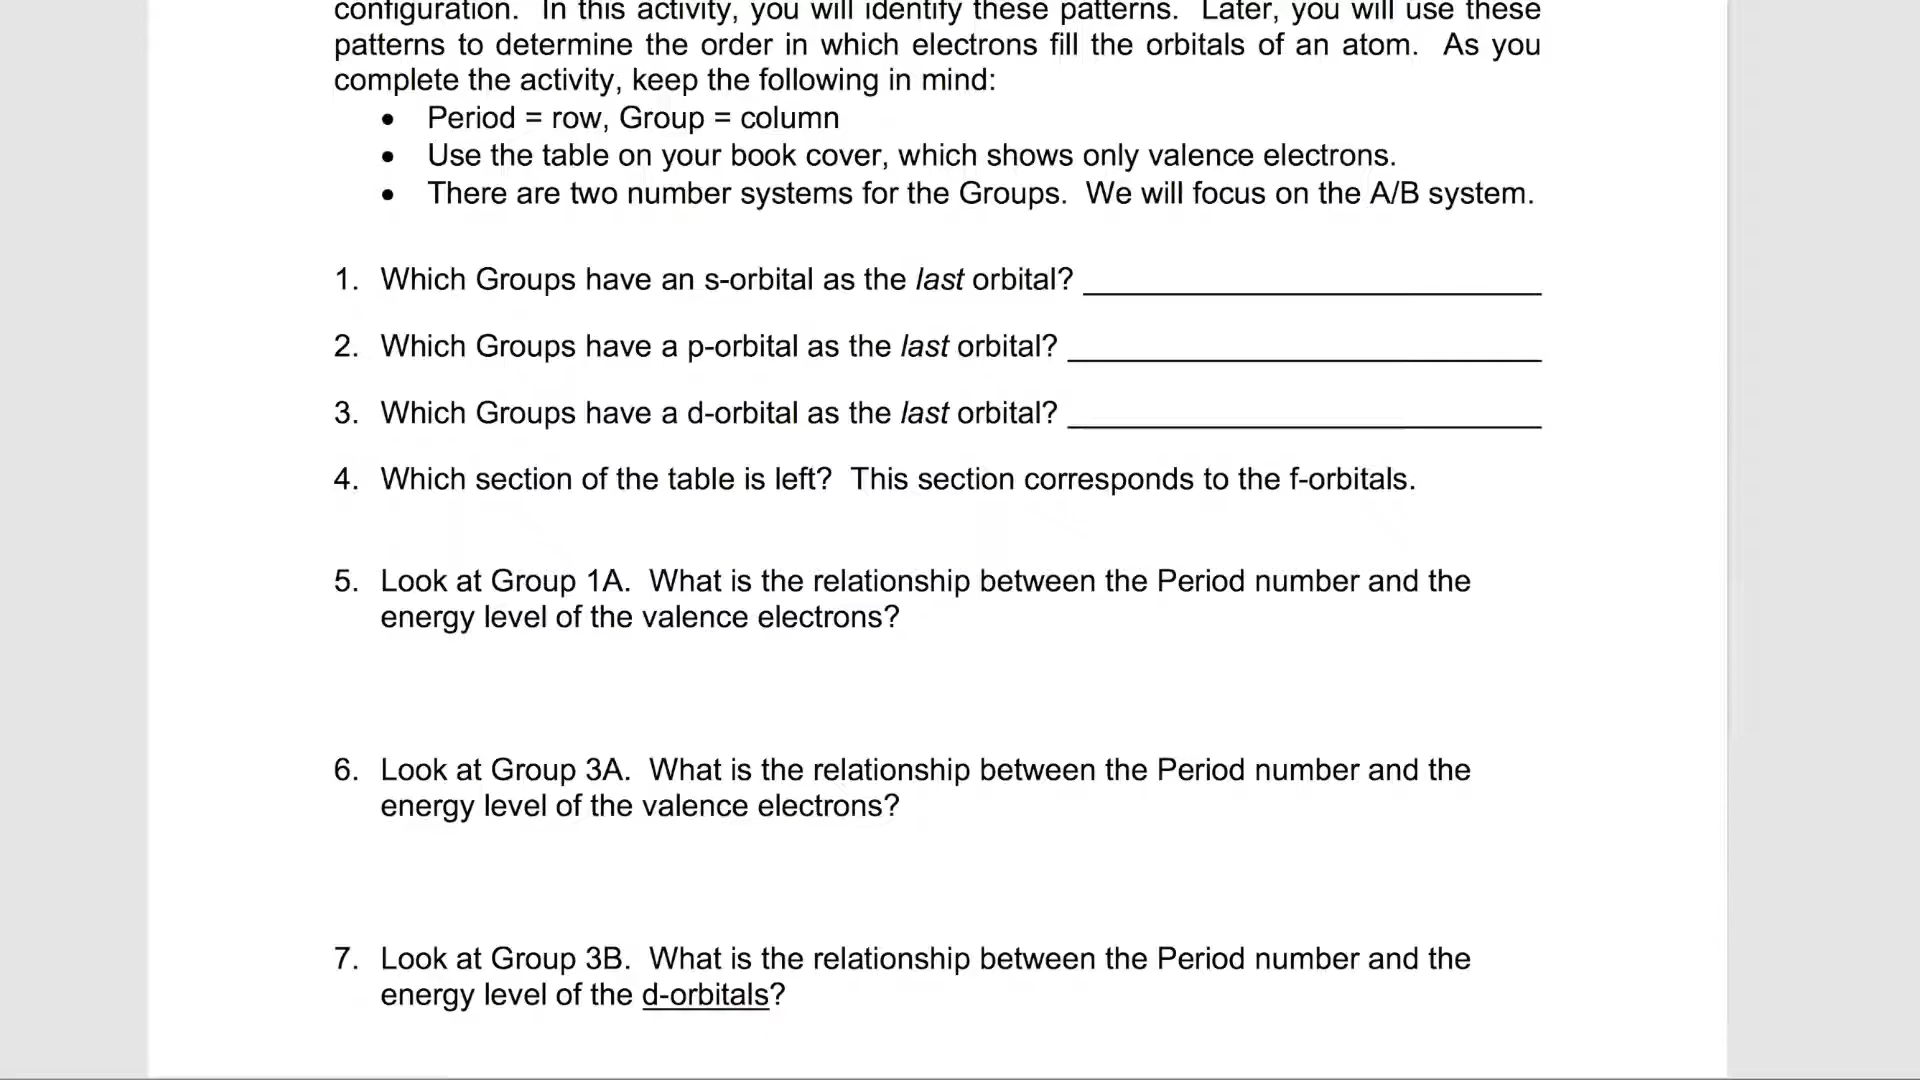 configuration. In this activity, you will identify these patterns. Later, you will use these
patterns to determine the order in which electrons fill the orbitals of an atom. As you
complete the activity, keep the following in mind:
• Period = row, Group = column
• Use the table on your book cover, which shows only valence electrons.
• There are two number systems for the Groups. We will focus on the A/B system.
1. Which Groups have an s-orbital as the last orbital? ____________________
2. Which Groups have a p-orbital as the last orbital? ____________________
3. Which Groups have a d-orbital as the last orbital? ____________________
4. Which section of the table is left? This section corresponds to the f-orbitals.
5. Look at Group 1A. What is the relationship between the Period number and the
energy level of the valence electrons?
6. Look at Group 3A. What is the relationship between the Period number and the
energy level of the valence electrons?
7. Look at Group 3B. What is the relationship between the Period number and the
energy level of the d-orbitals?